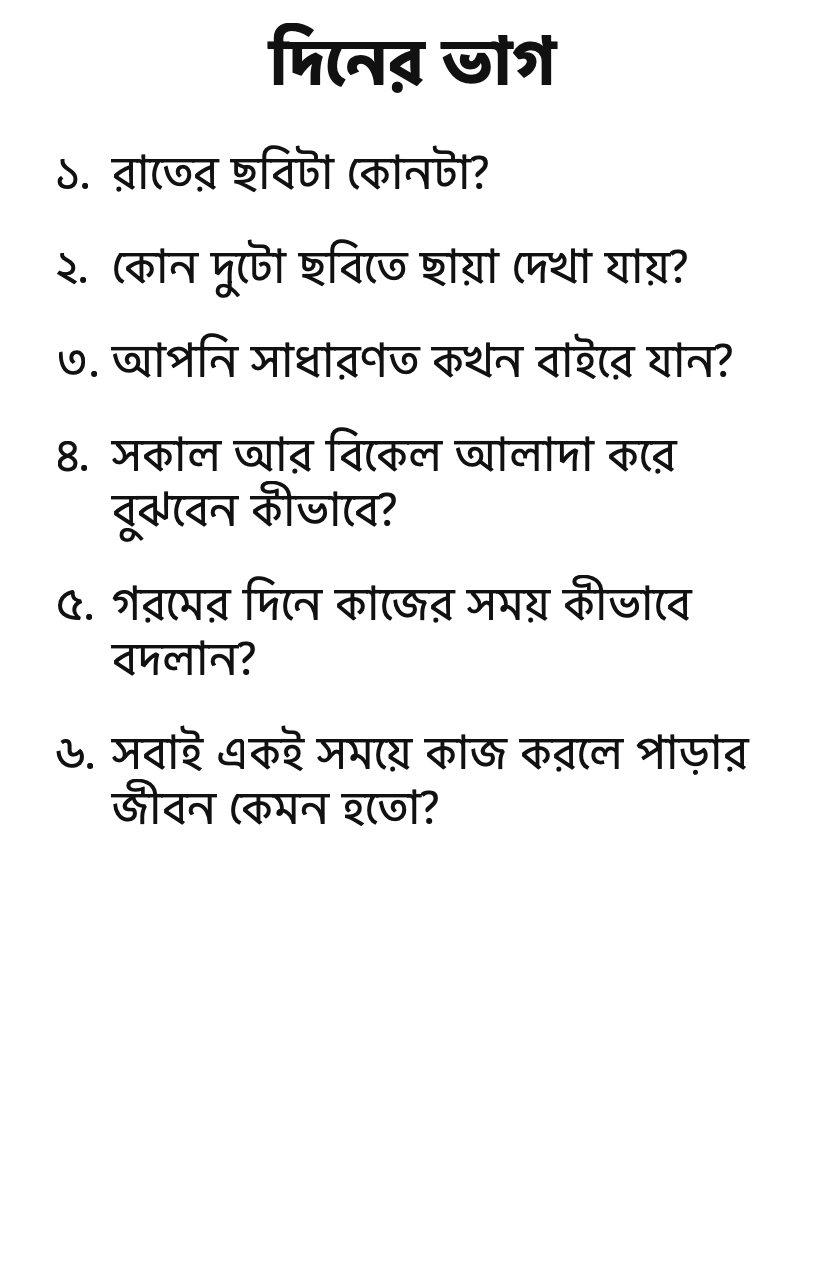 দিনের ভাগ
১. রাতের ছবিটা কোনটা?
২. কোন দুটো ছবিতে ছায়া দেখা যায়?
৩. আপনি সাধারণত কখন বাইরে যান?
৪. সকাল আর বিকেল আলাদা করে
বুঝবেন কীভাবে?
৫. গরমের দিনে কাজের সময় কীভাবে
বদলান?
৬. সবাই একই সময়ে কাজ করলে পাড়ার
জীবন কেমন হতো?